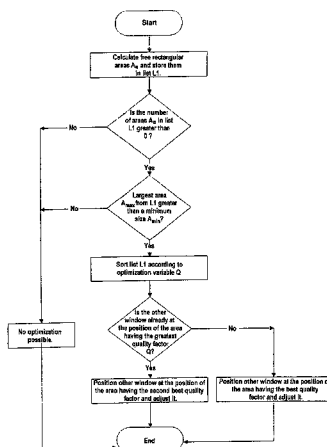 Start
Calculate free rectangular
areas A_R and store them
in list L1.
Is the number
of areas A_R in list
L1 greater than
0 ?
No
Yes
Largest area
A_max from L1 greater
than a minimum
size A_min?
No
Yes
Sort list L1 according to
optimization variable Q
Is the other
window already at
the position of the area
having the greatest
quality factor
Q?
No
Yes
No optimization
possible.
Position other window at the position of
the area having the second best quality
factor and adjust it.
Position other window at the position of
the area having the best quality
factor and adjust it.
End